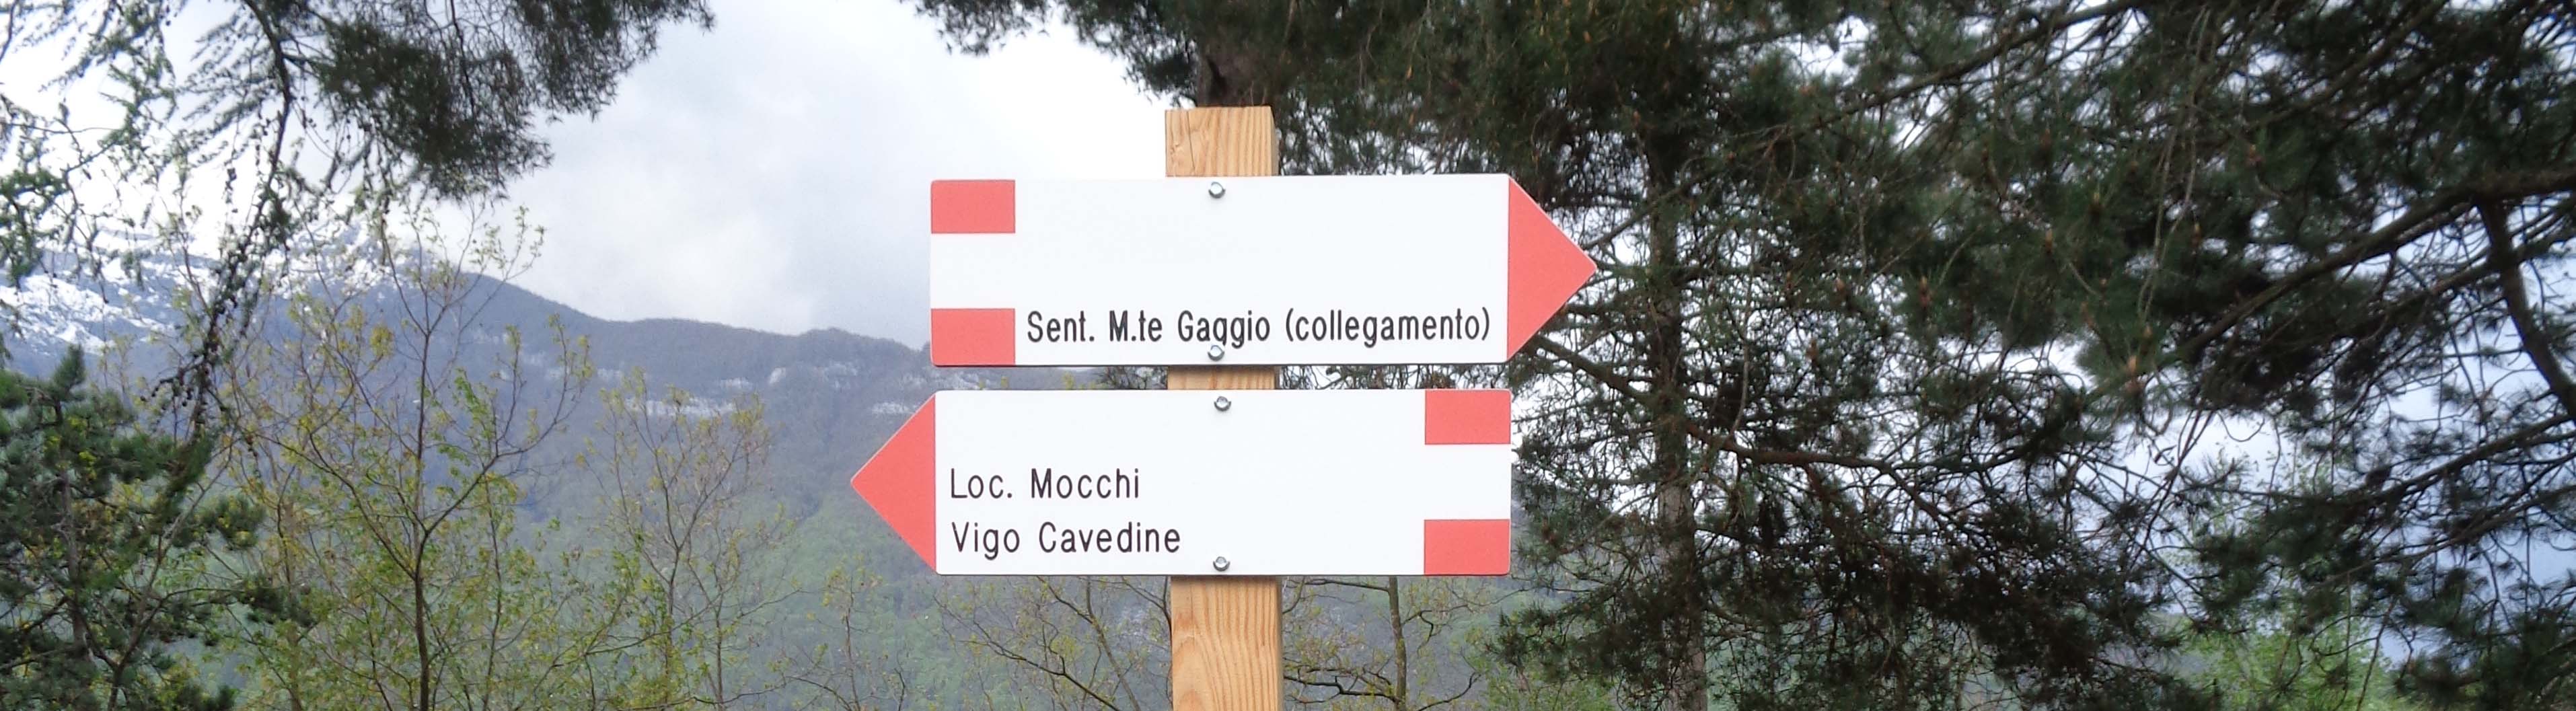 Sent. M.te Gaggio (collegamento)
Loc. Mocchi
Vigo Cavedine